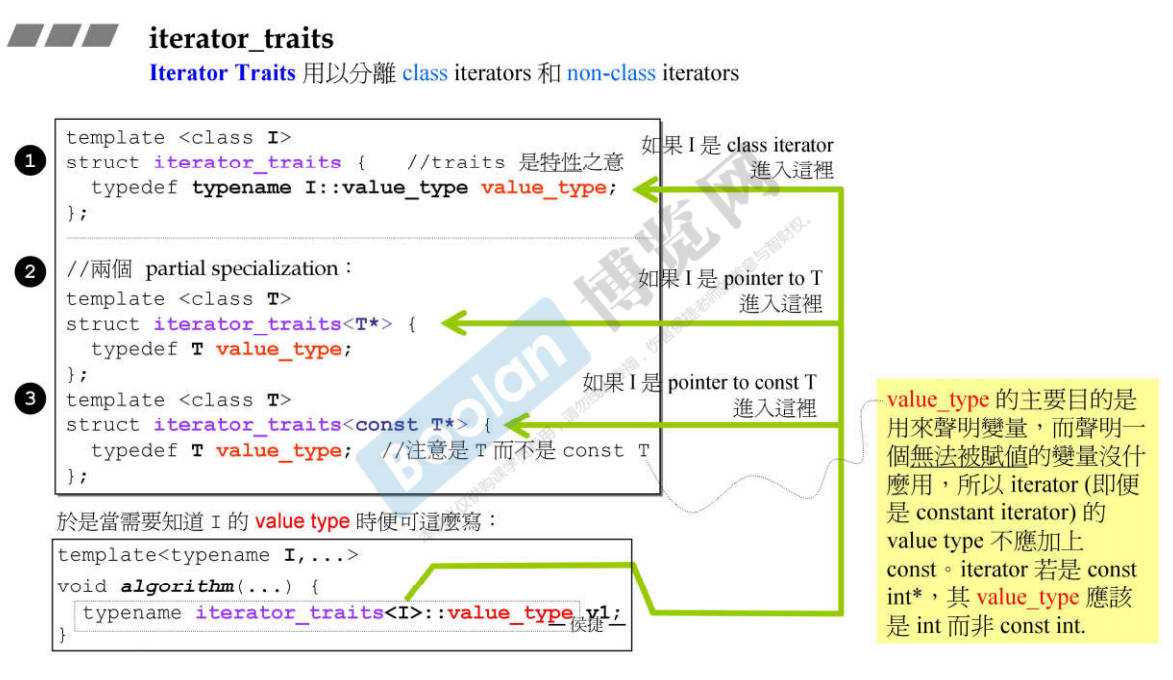 iterator_traits
Iterator Traits 用以分離 class iterators 和 non-class iterators
1
template <class I>
struct iterator_traits { //traits 是特性之意
typedef typename I::value_type value_type;
};
如果 I 是 class iterator
進入這裡
2
//兩個 partial specialization：
template <class T>
struct iterator_traits<T*> {
typedef T value_type;
};
如果 I 是 pointer to T
進入這裡
3
template <class T>
struct iterator_traits<const T*> {
typedef T value_type; //注意是 T 而不是 const T
};
如果 I 是 pointer to const T
進入這裡
value_type 的主要目的是
用來聲明變量，而聲明一
個無法被賦值的變量沒什
麼用，所以 iterator (即便
是 constant iterator) 的
value type 不應加上
const。iterator 若是 const
int*，其 value_type 應該
是 int 而非 const int.
於是當需要知道 I 的 value type 時便可這麼寫：
template<typename I,...>
void algorithm(...) {
typename iterator_traits<I>::value_type v1;
}
— 侯捷 —
Boolan 博览网